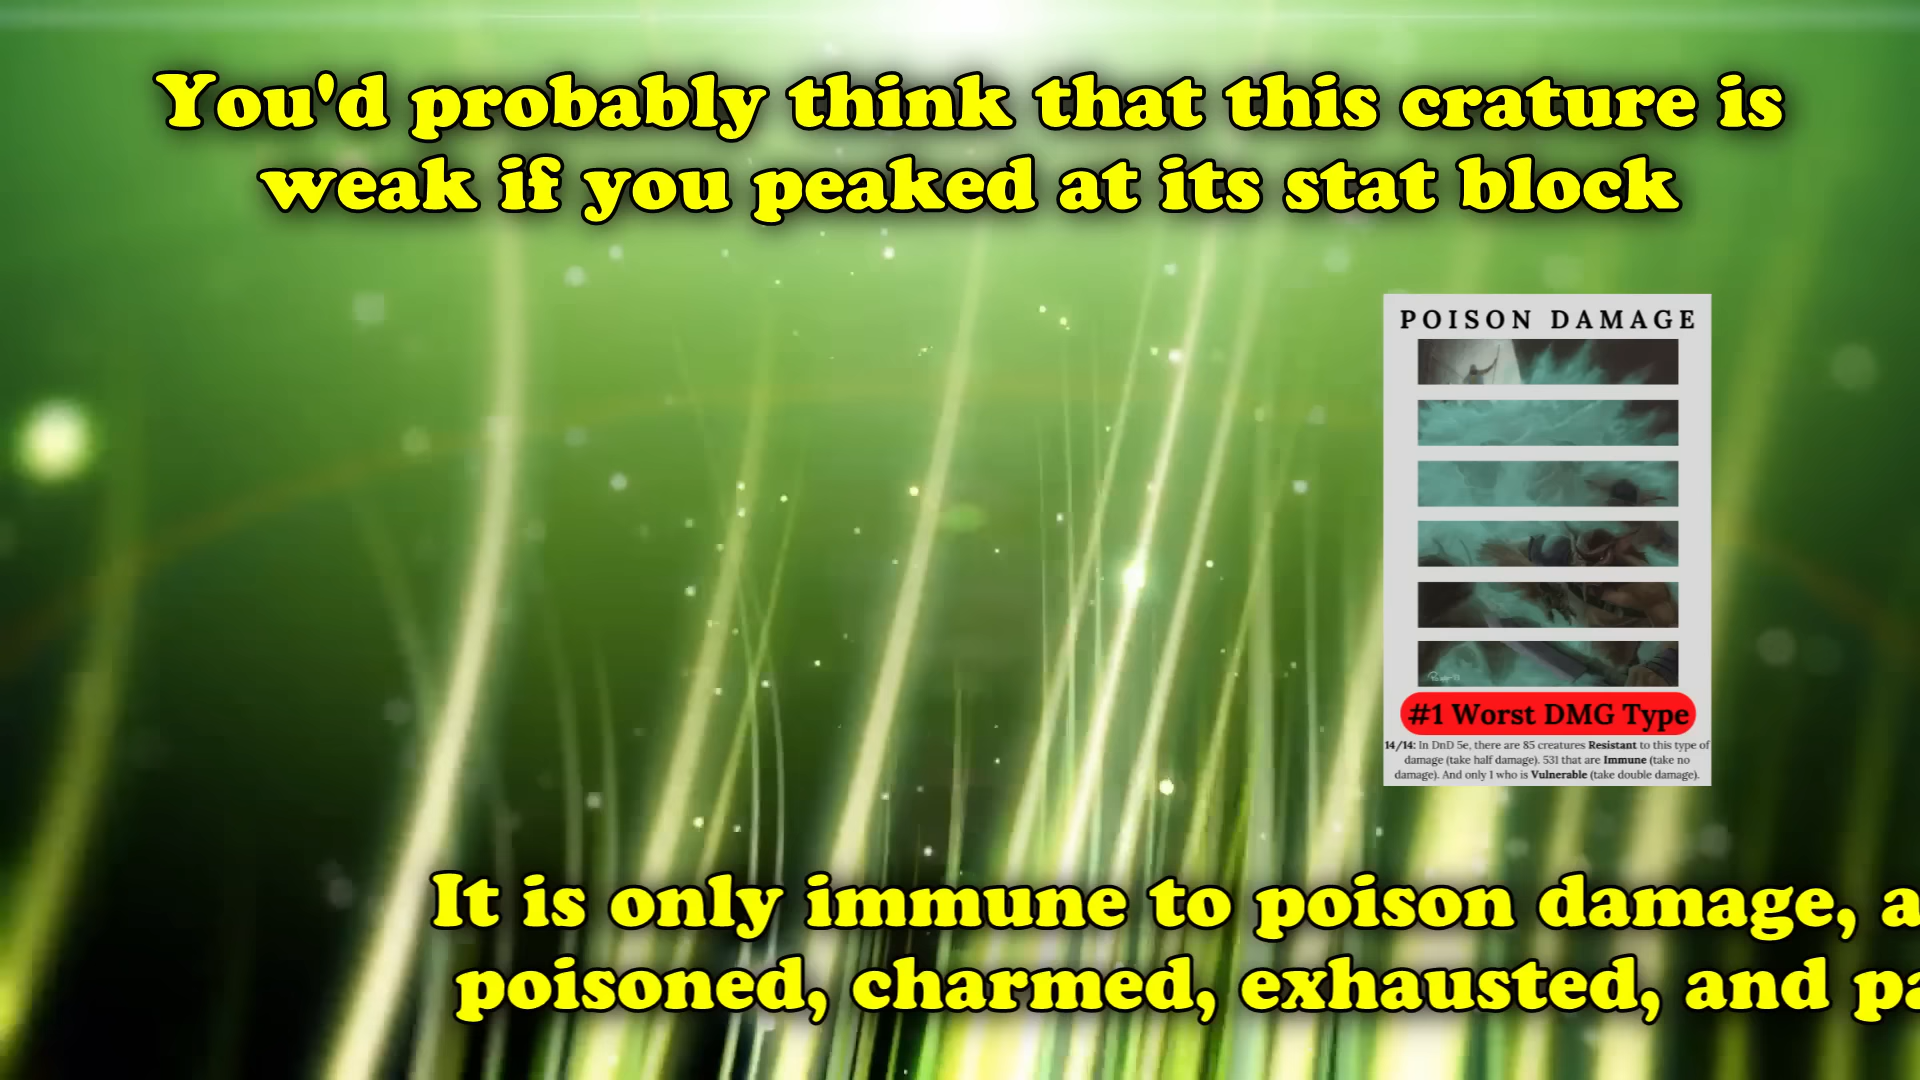 You'd probably think that this crature is
weak if you peaked at its stat block
POISON DAMAGE
#1 Worst DMG Type
14/14: In DnD 5e, there are 85 creatures Resistant to this type of
damage (take half damage). 531 that are Immune (take no
damage). And only 1 who is Vulnerable (take double damage).
It is only immune to poison damage, a
poisoned, charmed, exhausted, and pa